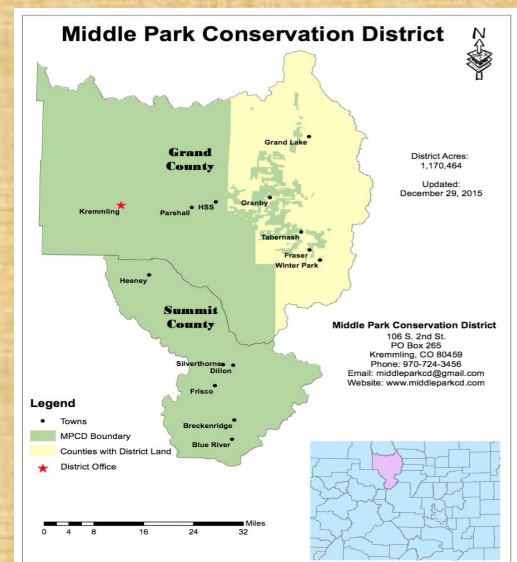 Middle Park Conservation District
N
Grand Lake
District Acres:
1,170,464
Updated:
December 29, 2015
Grand
County
Kremmling
Parshall
HSS
Granby
Tabernash
Fraser
Winter Park
Heeney
Summit
County
Silverthorne
Dillon
Frisco
Breckenridge
Blue River
Middle Park Conservation District
106 S. 2nd St.
PO Box 265
Kremmling, CO 80459
Phone: 970-724-3456
Email: middleparkcd@gmail.com
Website: www.middleparkcd.com
Legend
Towns
MPCD Boundary
Counties with District Land
District Office
Miles
0 4 8 16 24 32